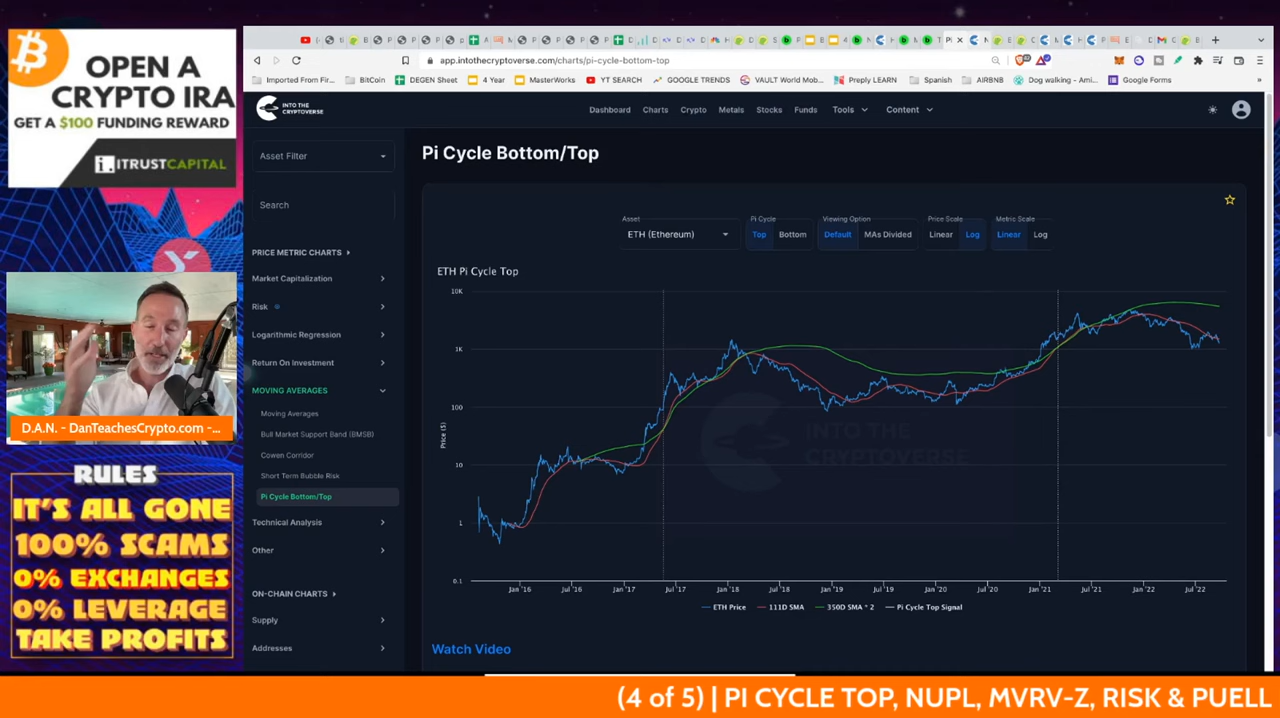 OPEN A
CRYPTO IRA
GET A $100 FUNDING REWARD
ITRUSTCAPITAL
D.A.N. - DanTeachesCrypto.com -...
RULES
IT'S ALL GONE
100% SCAMS
0% EXCHANGES
0% LEVERAGE
TAKE PROFITS
app.intothecryptoverse.com/charts/pi-cycle-bottom-top
Imported From Fir... BitCoin DEGEN Sheet 4 Year MasterWorks YT SEARCH GOOGLE TRENDS VAULT World Mob... Preply LEARN Spanish AIRBNB Dog walking - Ami... Google Forms
INTO THE
CRYPTOVERSE
Dashboard Charts Crypto Metals Stocks Funds Tools Content
Asset Filter
Search
PRICE METRIC CHARTS
Market Capitalization
Risk
Logarithmic Regression
Return On Investment
MOVING AVERAGES
Moving Averages
Bull Market Support Band (BMSB)
Cowen Corridor
Short Term Bubble Risk
Pi Cycle Bottom/Top
Technical Analysis
Other
ON-CHAIN CHARTS
Supply
Addresses
Pi Cycle Bottom/Top
Asset Pi Cycle Viewing Option Price Scale Metric Scale
ETH (Ethereum) Top Bottom Default MAs Divided Linear Log Linear Log
ETH Pi Cycle Top
10K
1K
100
10
1
0.1
Price ($)
INTO THE
CRYPTOVERSE
Jan '16 Jul '16 Jan '17 Jul '17 Jan '18 Jul '18 Jan '19 Jul '19 Jan '20 Jul '20 Jan '21 Jul '21 Jan '22 Jul '22
ETH Price 111D SMA 350D SMA * 2 Pi Cycle Top Signal
Watch Video
(4 of 5) | PI CYCLE TOP, NUPL, MVRV-Z, RISK & PUELL